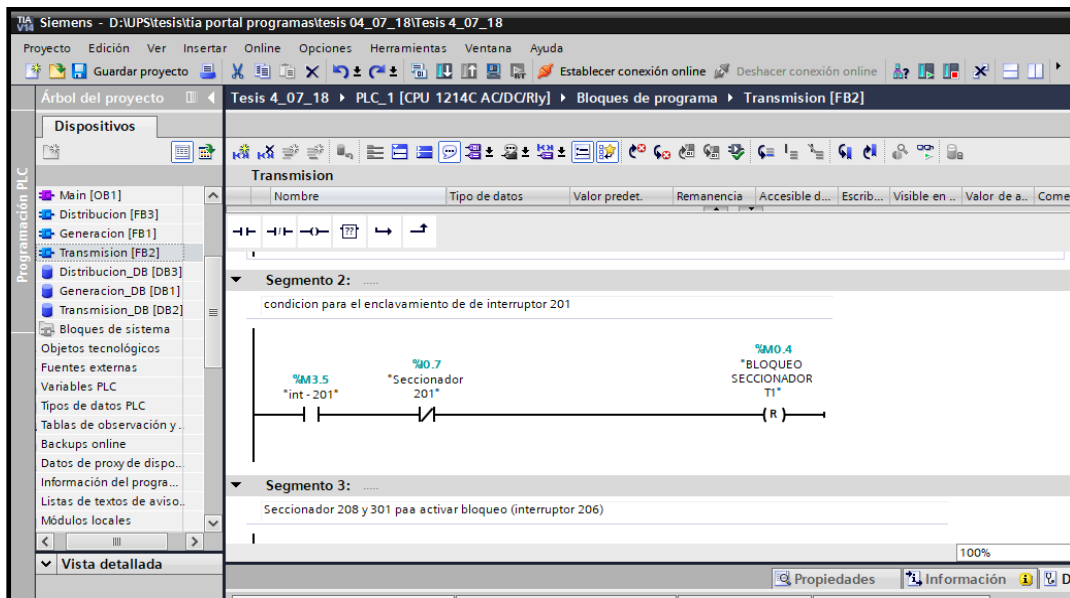 TIA V14 Siemens - D:\UPS\tesis\tia portal programas\tesis 04_07_18\Tesis 4_07_18
Proyecto Edición Ver Insertar Online Opciones Herramientas Ventana Ayuda
Guardar proyecto Establecer conexión online Deshacer conexión online
Árbol del proyecto
Tesis 4_07_18 PLC_1 [CPU 1214C AC/DC/Rly] Bloques de programa Transmision [FB2]
Dispositivos
Programación PLC
Main [OB1]
Distribucion [FB3]
Generacion [FB1]
Transmision [FB2]
Distribucion_DB [DB3]
Generacion_DB [DB1]
Transmision_DB [DB2]
Bloques de sistema
Objetos tecnológicos
Fuentes externas
Variables PLC
Tipos de datos PLC
Tablas de observación y..
Backups online
Datos de proxy de dispo...
Información del progra...
Listas de textos de aviso..
Módulos locales
Vista detallada
Transmision
Nombre Tipo de datos Valor predet. Remanencia Accesible d... Escrib... Visible en .. Valor de a.. Come
??
Segmento 2: .....
condicion para el enclavamiento de de interruptor 201
%M3.5
"int - 201"
%I0.7
"Seccionador
201"
%M0.4
"BLOQUEO
SECCIONADOR
T1"
R
Segmento 3: .....
Seccionador 208 y 301 paa activar bloqueo (interruptor 206)
100%
Propiedades Información D